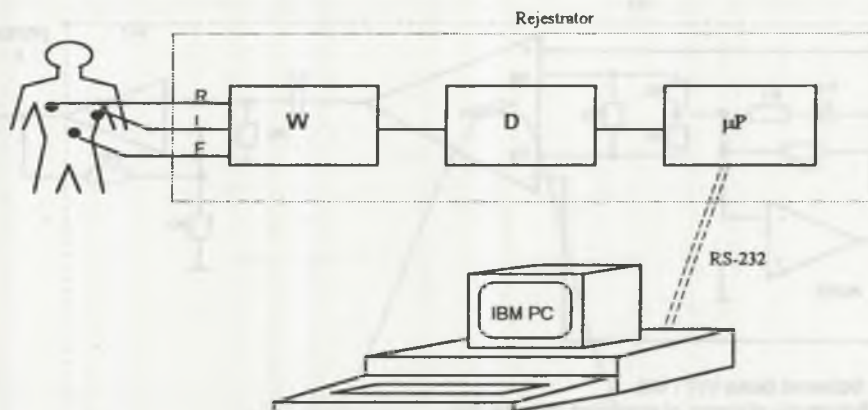 Rejestrator
R
W
D
μP
L
F
RS-232
IBM PC